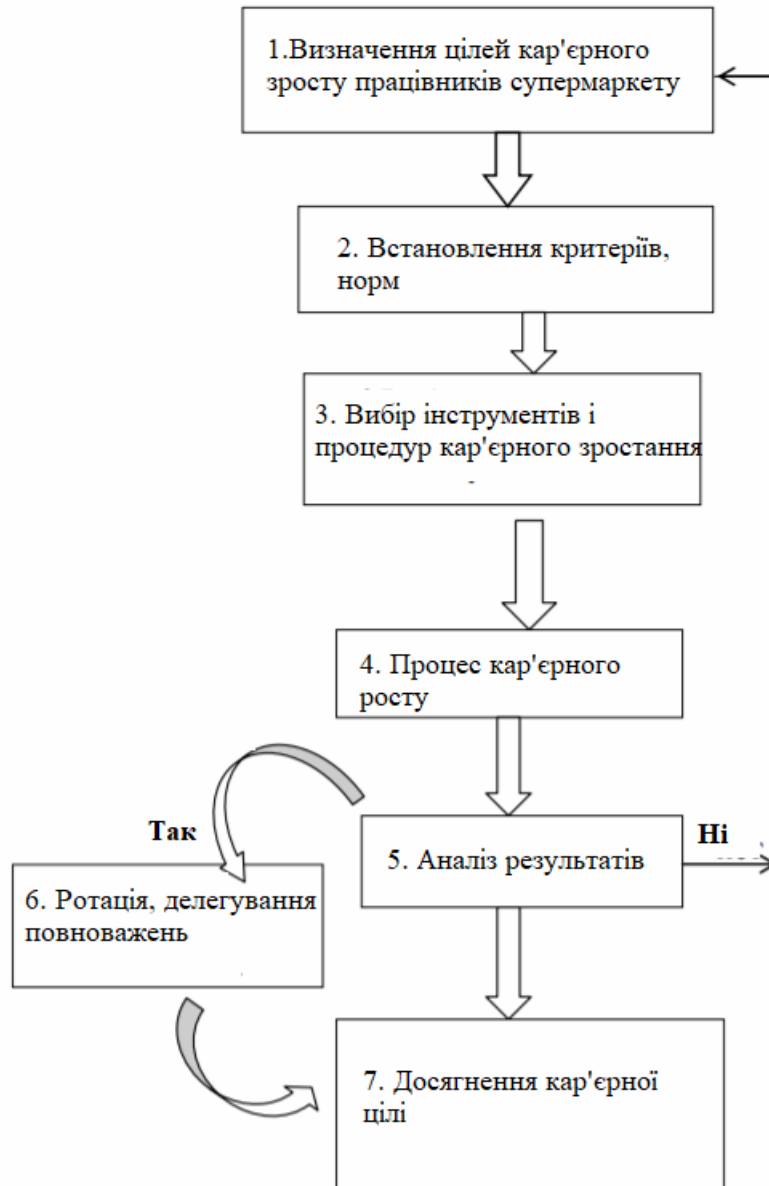 1.Визначення цілей кар'єрного
зросту працівників супермаркету
2. Встановлення критеріїв,
норм
3. Вибір інструментів і
процедур кар'єрного зростання
4. Процес кар'єрного
росту
Так
5. Аналіз результатів
Ні
6. Ротація, делегування
повноважень
7. Досягнення кар'єрної
цілі